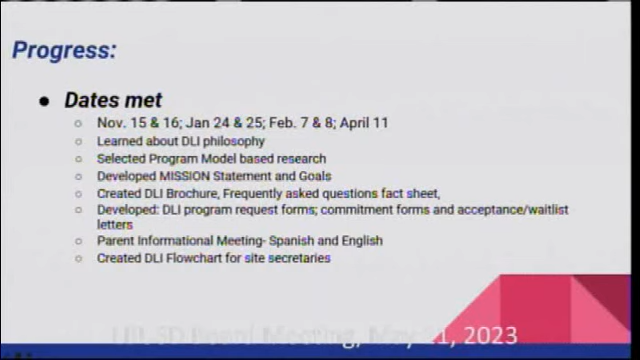 Progress:
● Dates met
○ Nov. 15 & 16; Jan 24 & 25; Feb. 7 & 8; April 11
○ Learned about DLI philosophy
○ Selected Program Model based research
○ Developed MISSION Statement and Goals
○ Created DLI Brochure, Frequently asked questions fact sheet,
○ Developed: DLI program request forms; commitment forms and acceptance/waitlist
letters
○ Parent Informational Meeting- Spanish and English
○ Created DLI Flowchart for site secretaries
Board Meeting, May 2023